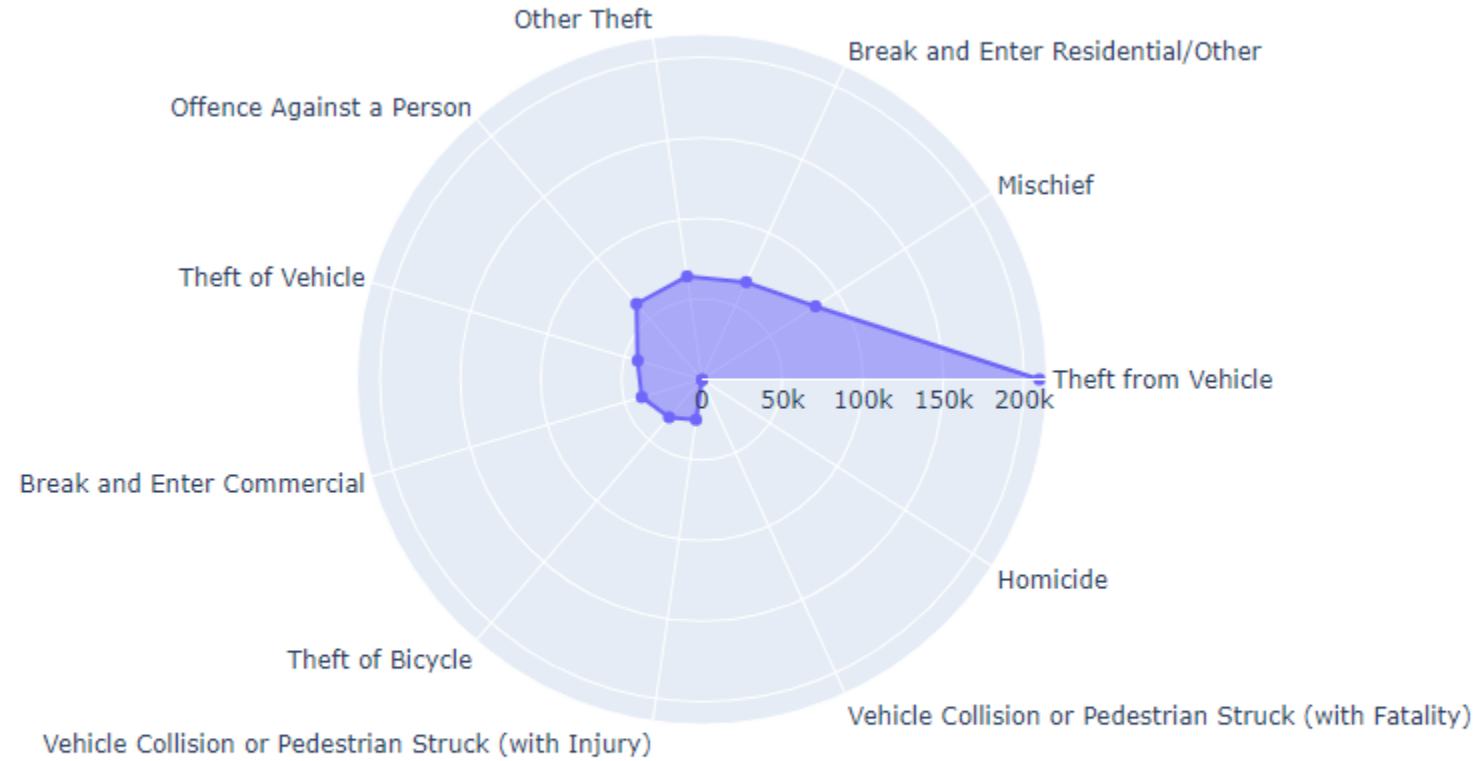 Other Theft
Break and Enter Residential/Other
Offence Against a Person
Mischief
Theft of Vehicle
Theft from Vehicle
0 50k 100k 150k 200k
Break and Enter Commercial
Homicide
Theft of Bicycle
Vehicle Collision or Pedestrian Struck (with Fatality)
Vehicle Collision or Pedestrian Struck (with Injury)